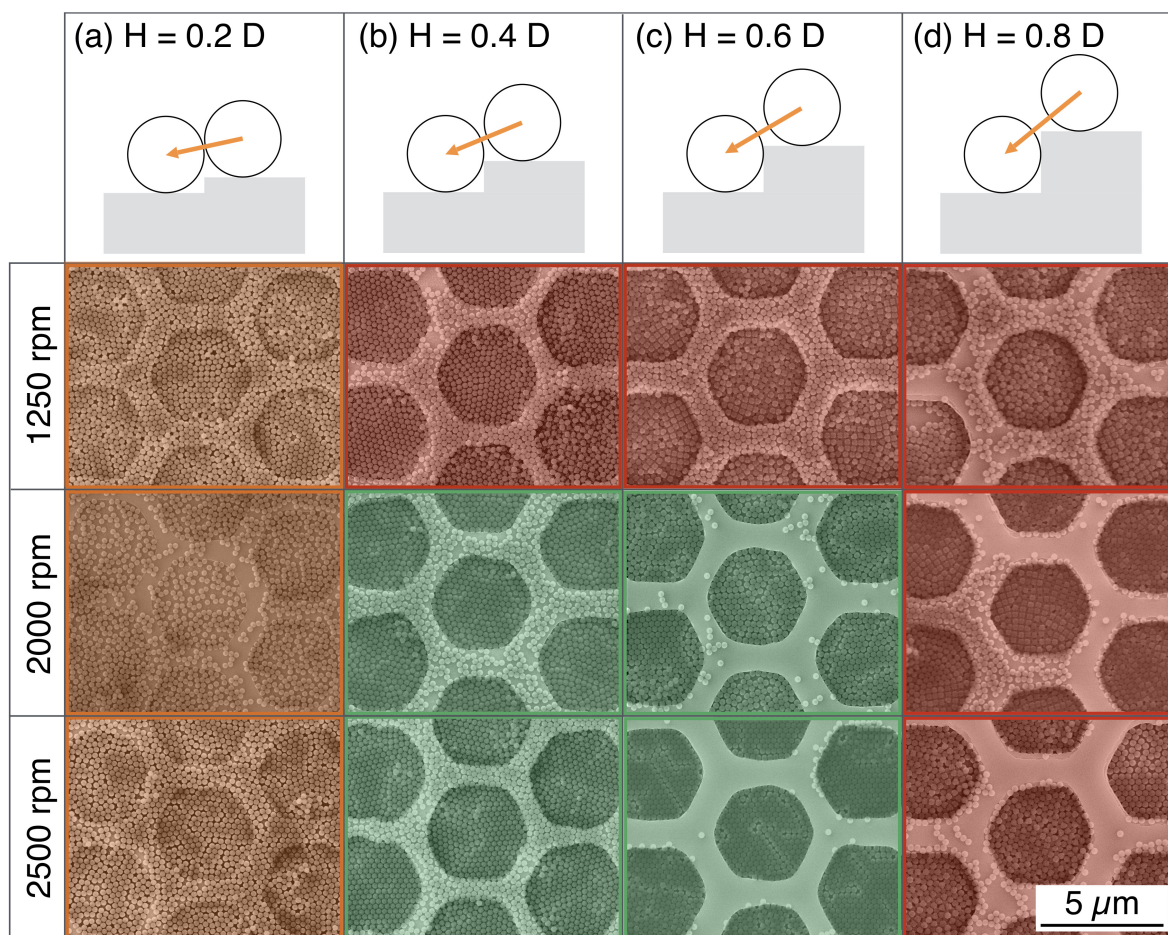 (a) H = 0.2 D
(b) H = 0.4 D
(c) H = 0.6 D
(d) H = 0.8 D
1250 rpm
2000 rpm
2500 rpm
5 µm